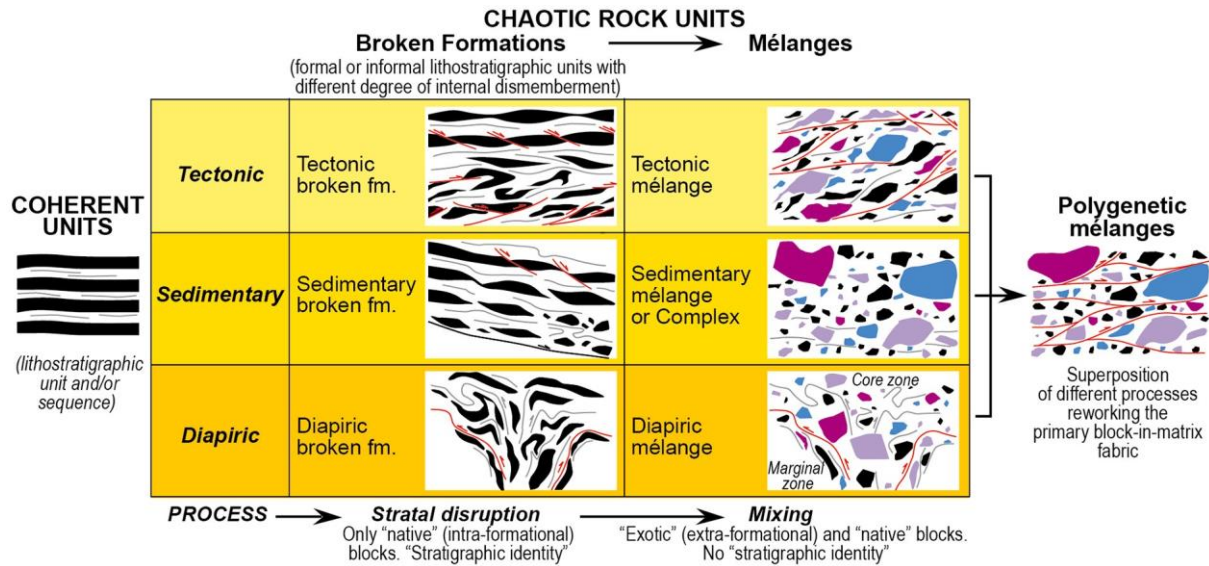 CHAOTIC ROCK UNITS
Broken Formations
Mélanges
(formal or informal lithostratigraphic units with
different degree of internal dismemberment)
COHERENT
UNITS
(lithostratigraphic
unit and/or
sequence)
Tectonic
Tectonic
broken fm.
Tectonic
mélange
Sedimentary
Sedimentary
broken fm.
Sedimentary
mélange
or Complex
Diapiric
Diapiric
broken fm.
Diapiric
mélange
Core zone
Marginal
zone
Polygenetic
mélanges
Superposition
of different processes
reworking the
primary block-in-matrix
fabric
PROCESS
Stratal disruption
Only “native” (intra-formational)
blocks. “Stratigraphic identity”
Mixing
“Exotic” (extra-formational) and “native” blocks.
No “stratigraphic identity”